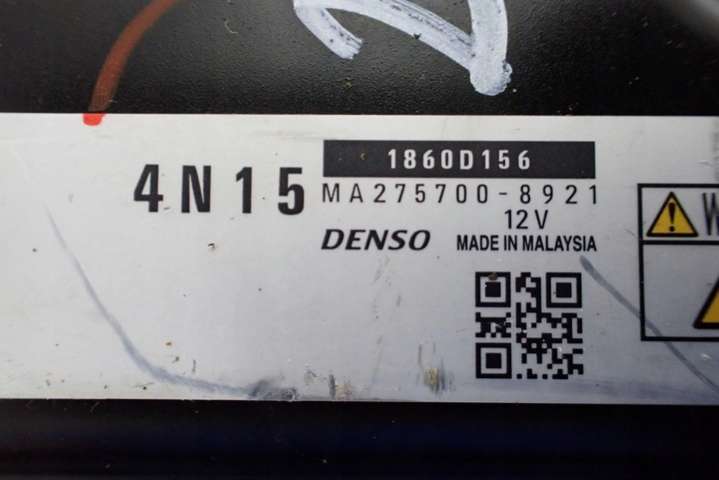 1860D156
4N15
MA275700-8921
12V
DENSO
MADE IN MALAYSIA